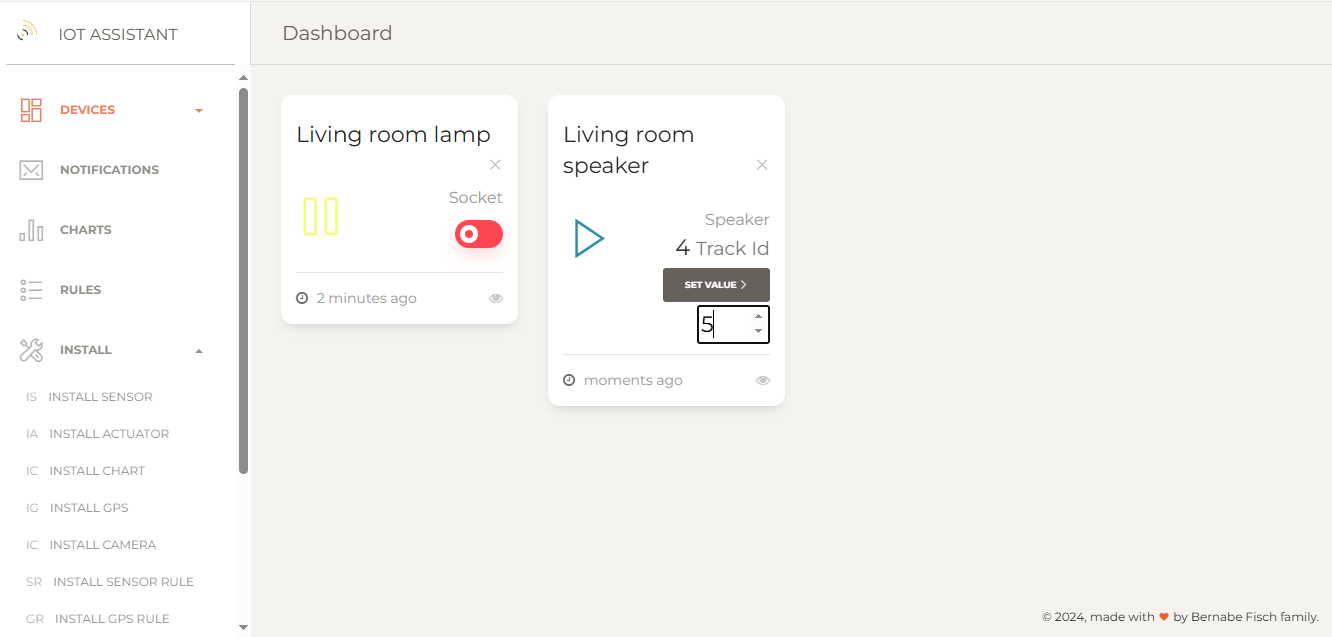 IOT ASSISTANT
Dashboard
DEVICES
NOTIFICATIONS
CHARTS
RULES
INSTALL
IS INSTALL SENSOR
IA INSTALL ACTUATOR
IC INSTALL CHART
IG INSTALL GPS
IC INSTALL CAMERA
SR INSTALL SENSOR RULE
GR INSTALL GPS RULE
Living room lamp
Socket
2 minutes ago
Living room
speaker
Speaker
4 Track Id
SET VALUE
5
moments ago
© 2024, made with ❤ by Bernabe Fisch family.